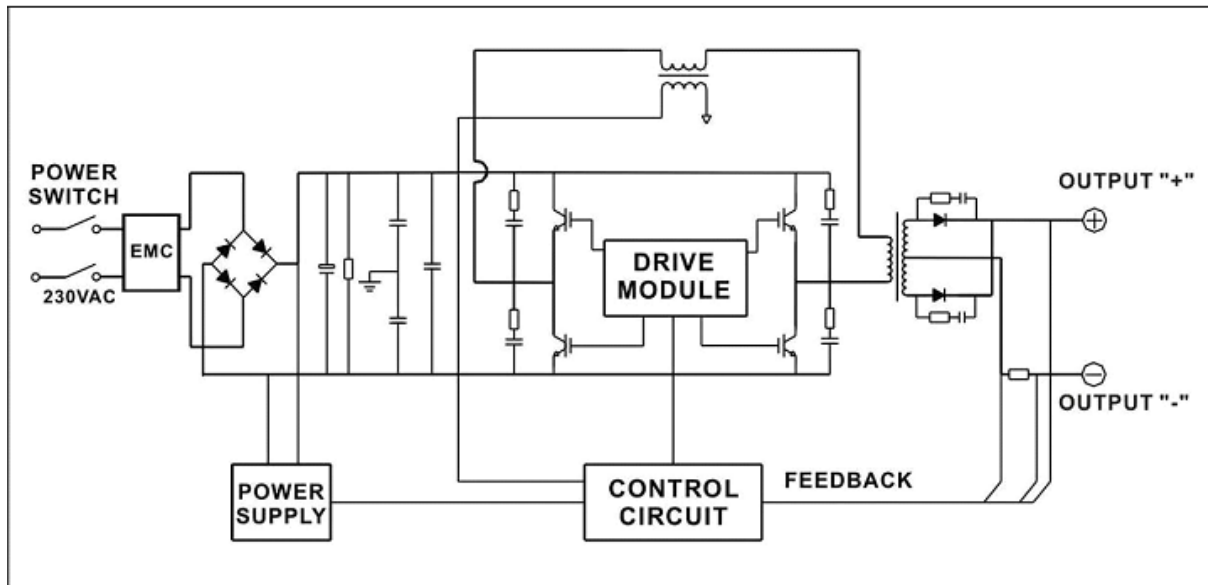 POWER
SWITCH
EMC
230VAC
DRIVE
MODULE
OUTPUT "+"
OUTPUT "-"
POWER
SUPPLY
CONTROL
CIRCUIT
FEEDBACK